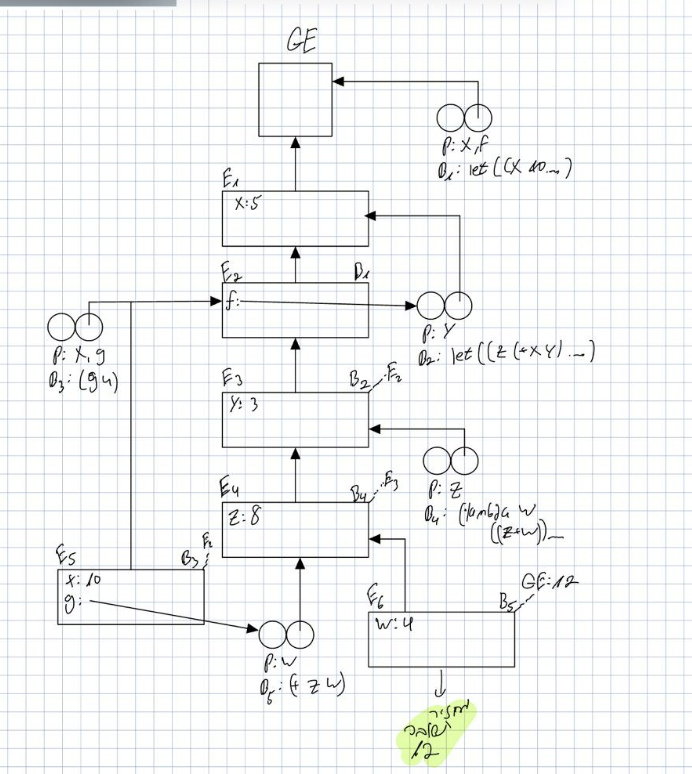 GE
P: X, F
B₁: let ((X 10...)
E₁
X:5
E₂
B₁
f:
P: X, g
B₃: (g 4)
P: Y
B₂: let ((Z (+ X Y) ...)
E₃
B₂
E₂
Y: 3
E₄
B₄
E₃
Z: 8
P: Z
B₄: (lambda W
((Z+W))
E₅
B₃
E₂
X: 10
g:
P: W
B₅: (+ Z W)
E₆
B₅
GE:12
W: 4
12